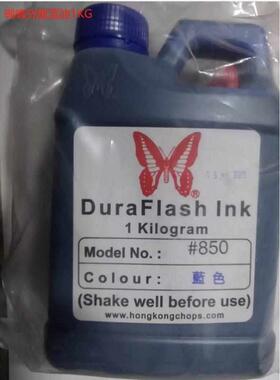 ®
DuraFlash Ink
1 Kilogram
Model No.: #850
Colour: 藍色
(Shake well before use)
www.hongkongchops.com